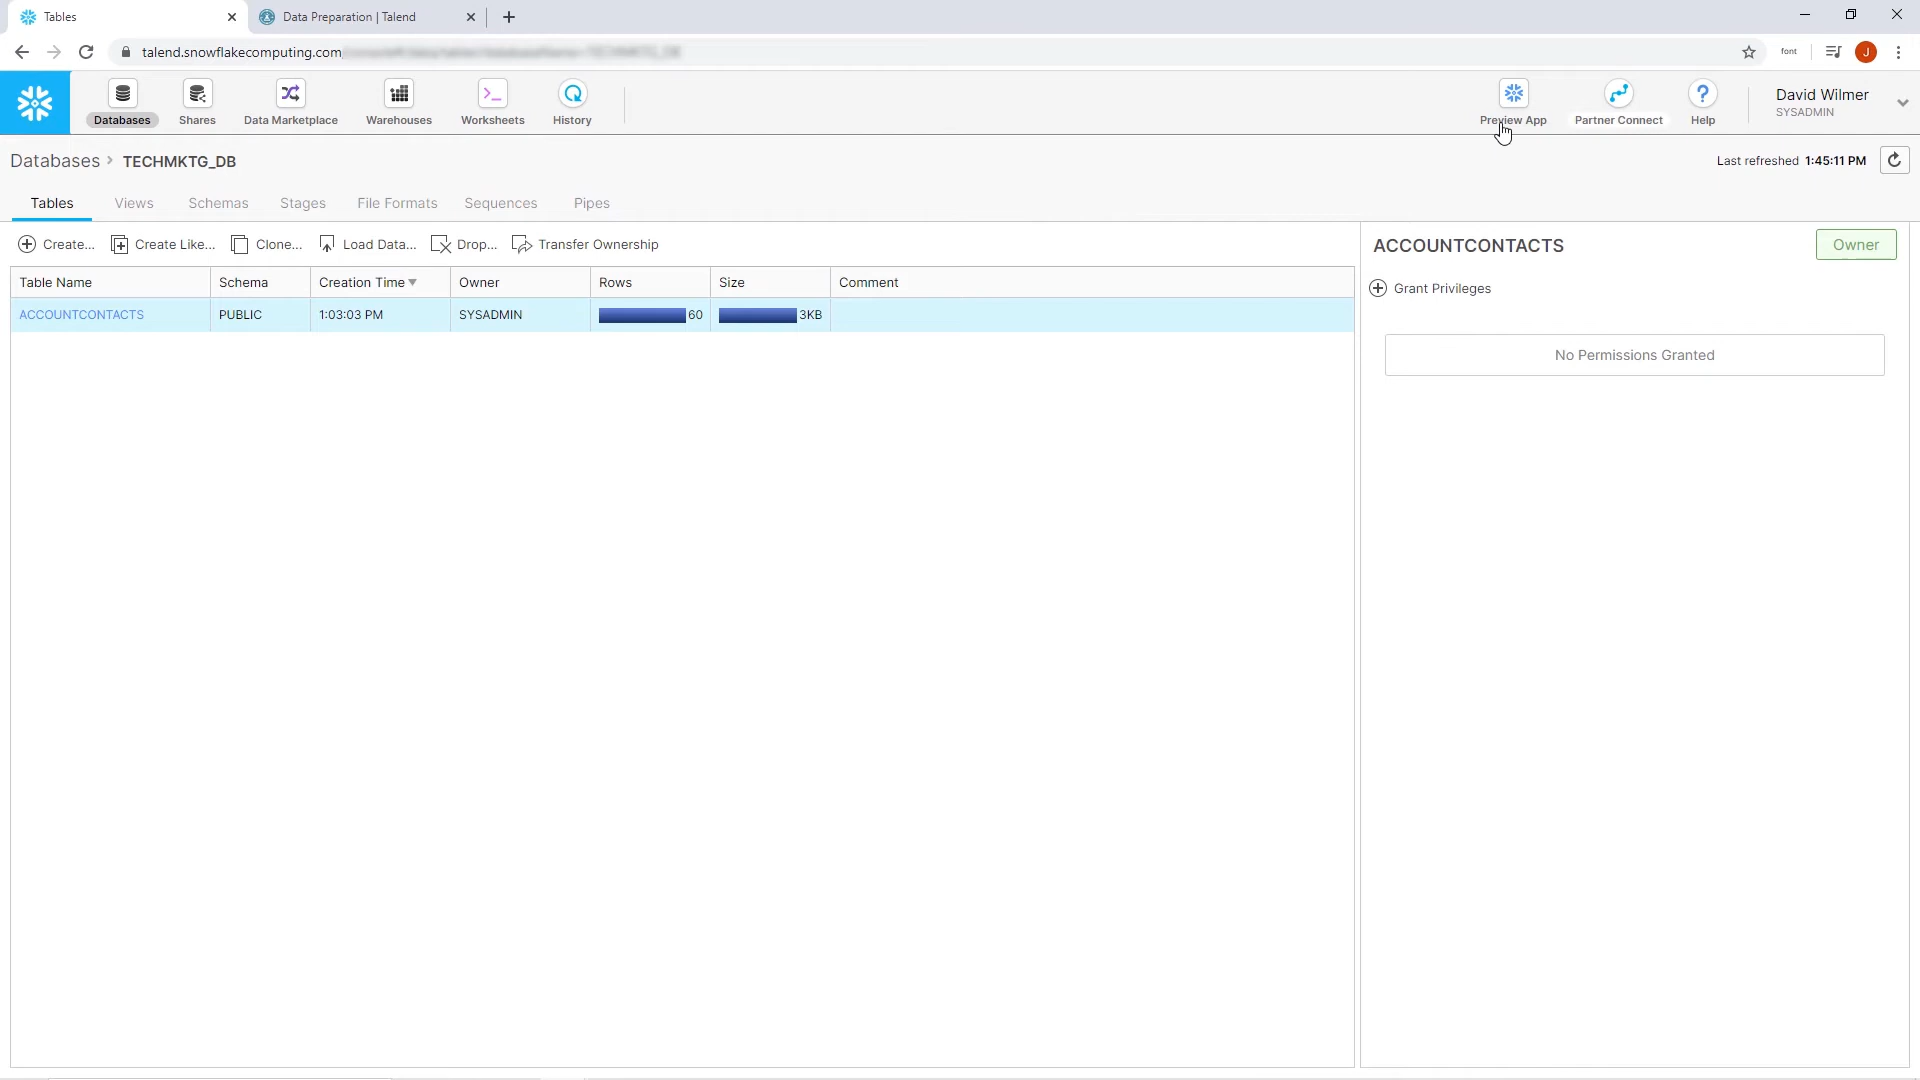 Tables
Data Preparation | Talend
talend.snowflakecomputing.com
font
J
Databases
Shares
Data Marketplace
Warehouses
Worksheets
History
Preview App
Partner Connect
Help
David Wilmer
SYSADMIN
Databases > TECHMKTG_DB
Last refreshed 1:45:11 PM
Tables Views Schemas Stages File Formats Sequences Pipes
Create... Create Like... Clone... Load Data... Drop... Transfer Ownership
Table Name Schema Creation Time Owner Rows Size Comment
ACCOUNTCONTACTS PUBLIC 1:03:03 PM SYSADMIN 60 3KB
ACCOUNTCONTACTS
Owner
Grant Privileges
No Permissions Granted